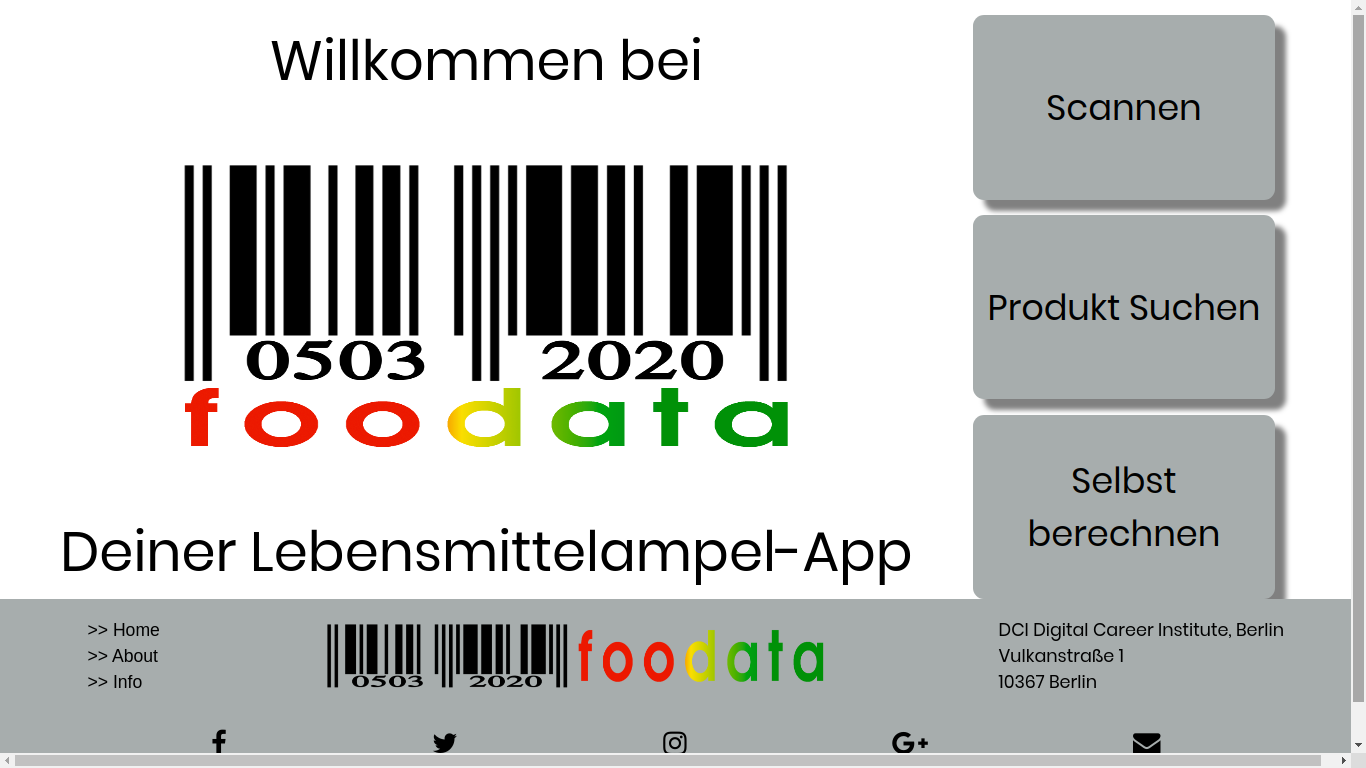 Willkommen bei
0503 2020
foodata
Deiner Lebensmittelampel-App
Scannen
Produkt Suchen
Selbst
berechnen
>> Home
>> About
>> Info
0503 2020 foodata
DCI Digital Career Institute, Berlin
Vulkanstraße 1
10367 Berlin